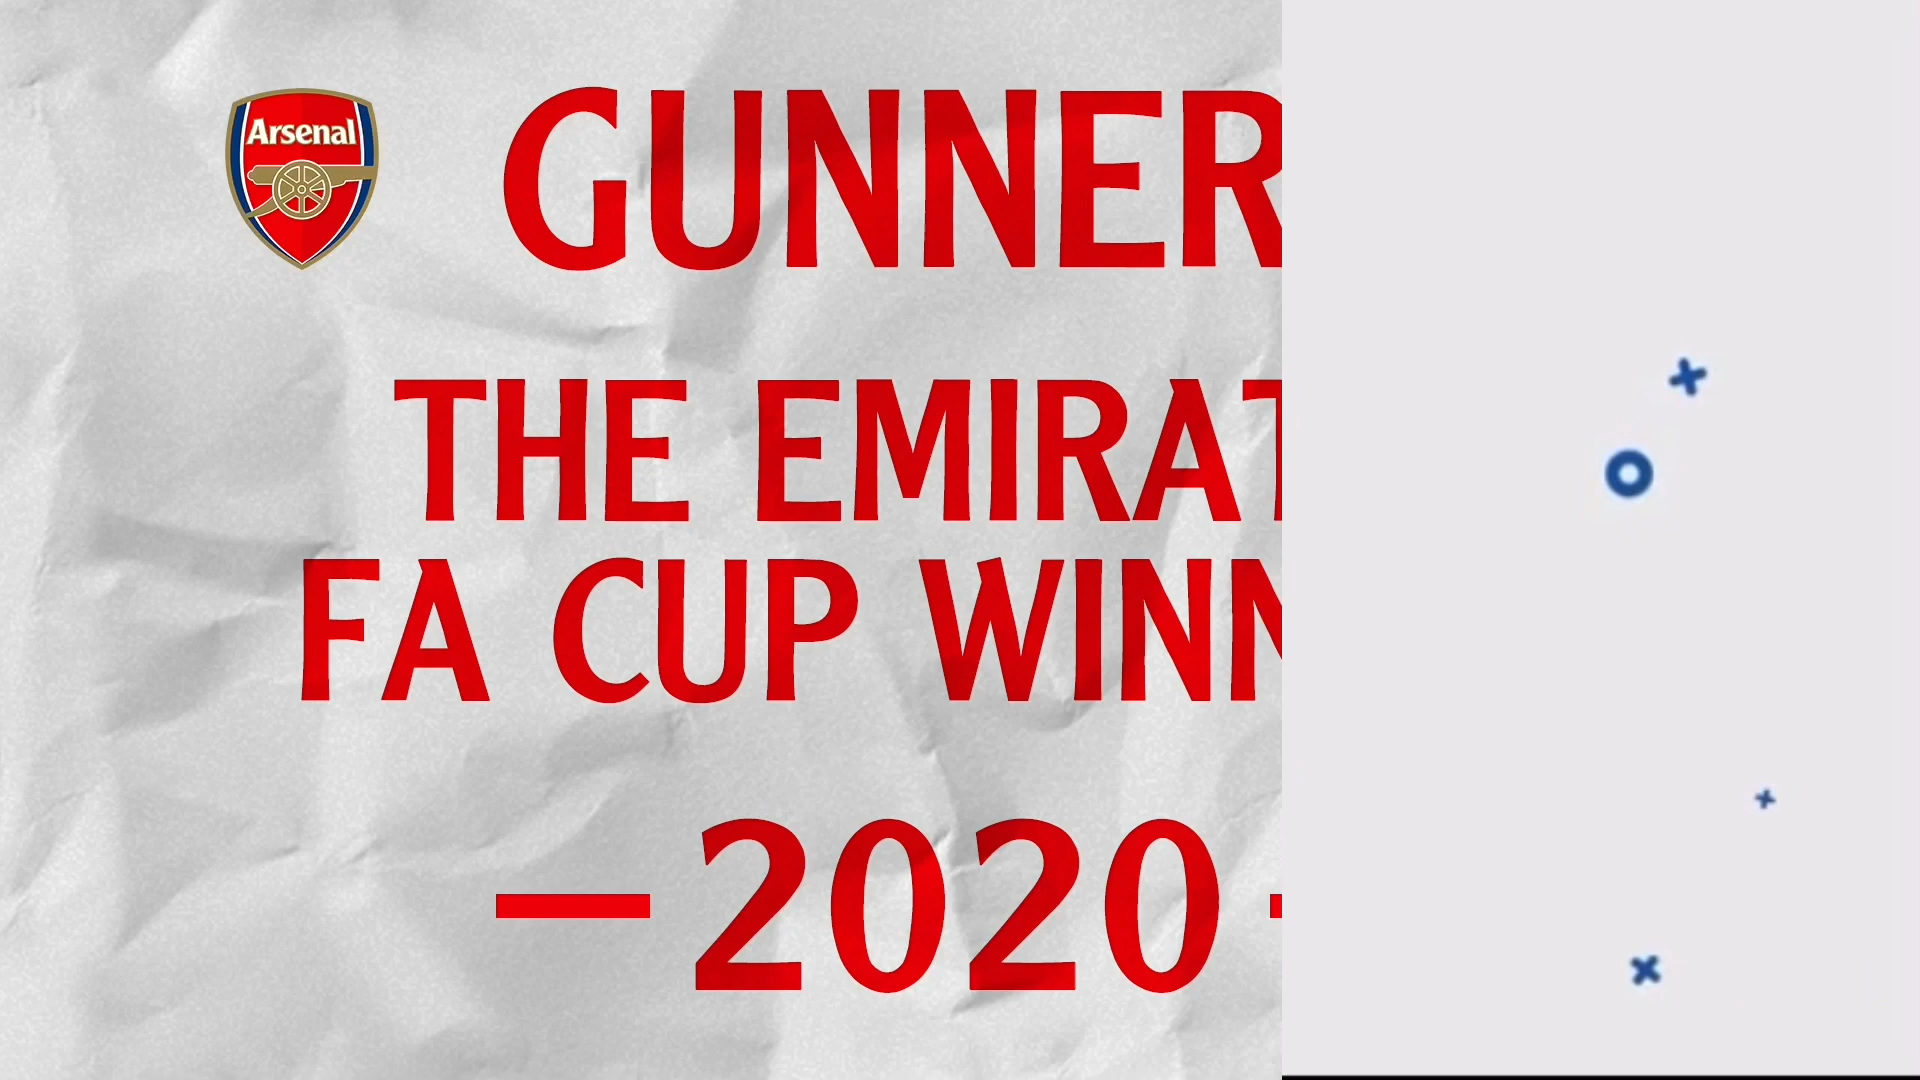 Arsenal
GUNNER
THE EMIRAT
FA CUP WINN
—2020-